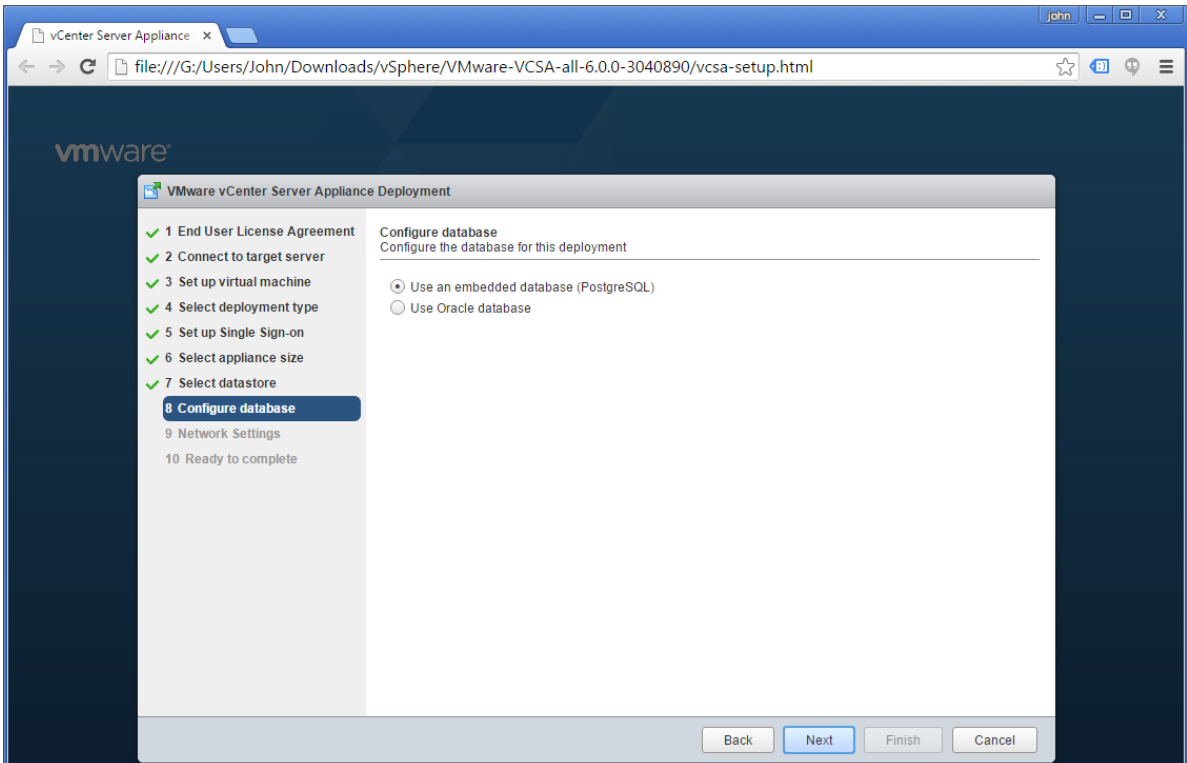 john
vCenter Server Appliance
file:///G:/Users/John/Downloads/vSphere/VMware-VCSA-all-6.0.0-3040890/vcsa-setup.html
vmware®
VMware vCenter Server Appliance Deployment
1 End User License Agreement
2 Connect to target server
3 Set up virtual machine
4 Select deployment type
5 Set up Single Sign-on
6 Select appliance size
7 Select datastore
8 Configure database
9 Network Settings
10 Ready to complete
Configure database
Configure the database for this deployment
Use an embedded database (PostgreSQL)
Use Oracle database
Back
Next
Finish
Cancel